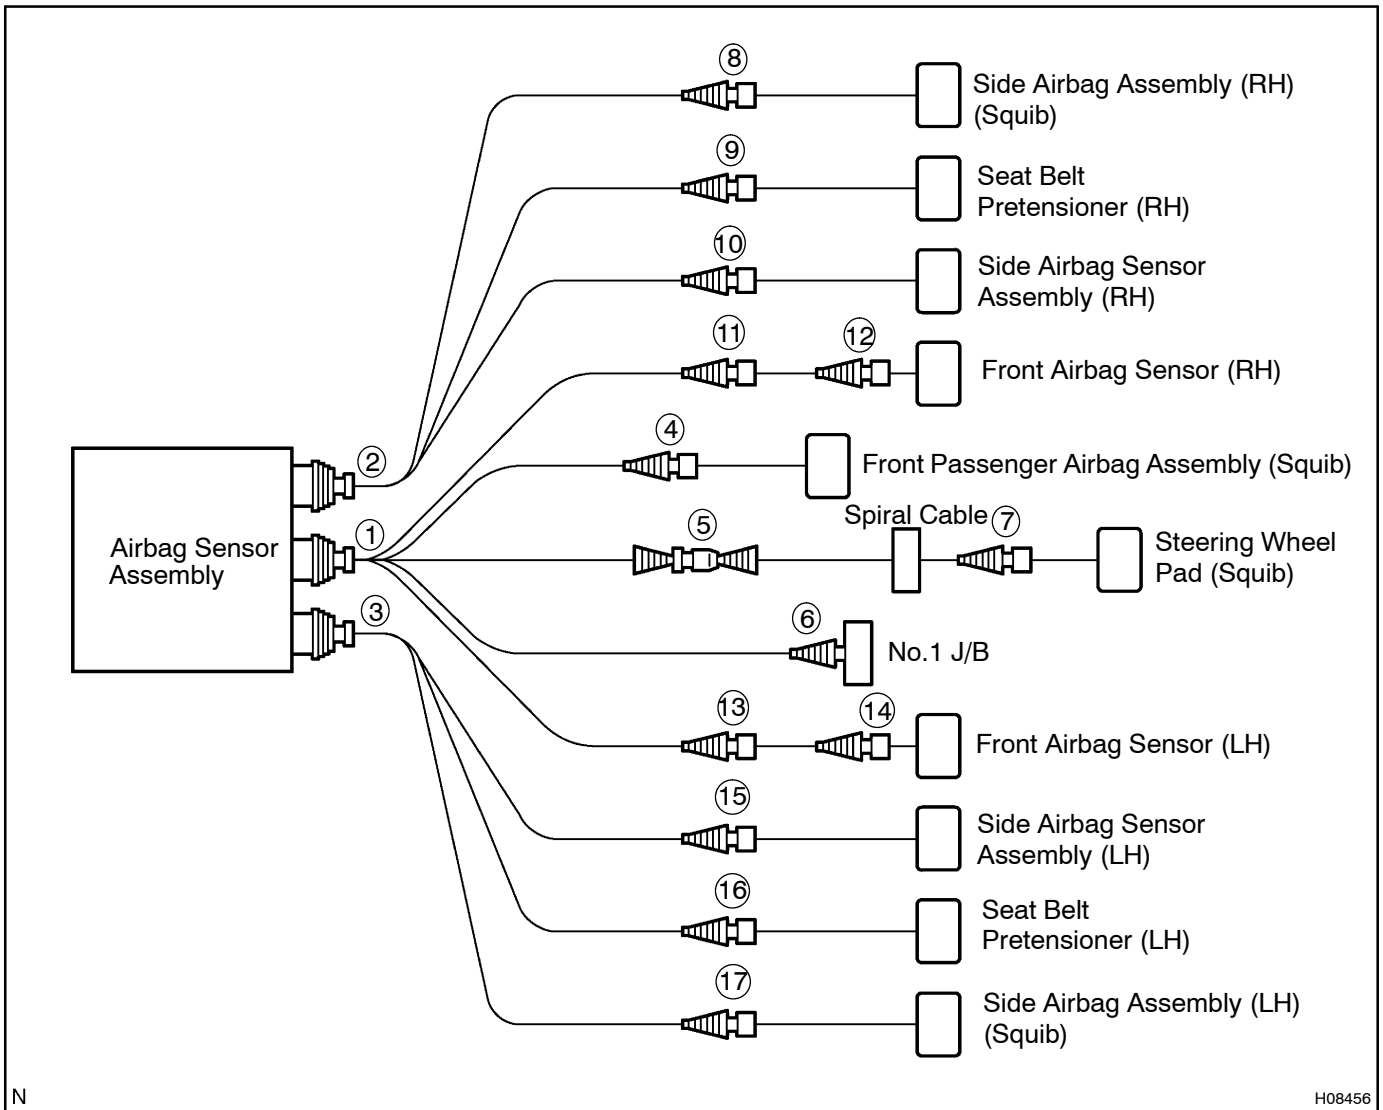 ⑧
Side Airbag Assembly (RH)
(Squib)
⑨
Seat Belt
Pretensioner (RH)
⑩
Side Airbag Sensor
Assembly (RH)
⑪
⑫
Front Airbag Sensor (RH)
④
Front Passenger Airbag Assembly (Squib)
②
①
③
Airbag Sensor
Assembly
⑤
Spiral Cable
⑦
Steering Wheel
Pad (Squib)
⑥
No.1 J/B
⑬
⑭
Front Airbag Sensor (LH)
⑮
Side Airbag Sensor
Assembly (LH)
⑯
Seat Belt
Pretensioner (LH)
⑰
Side Airbag Assembly (LH)
(Squib)
N
H08456